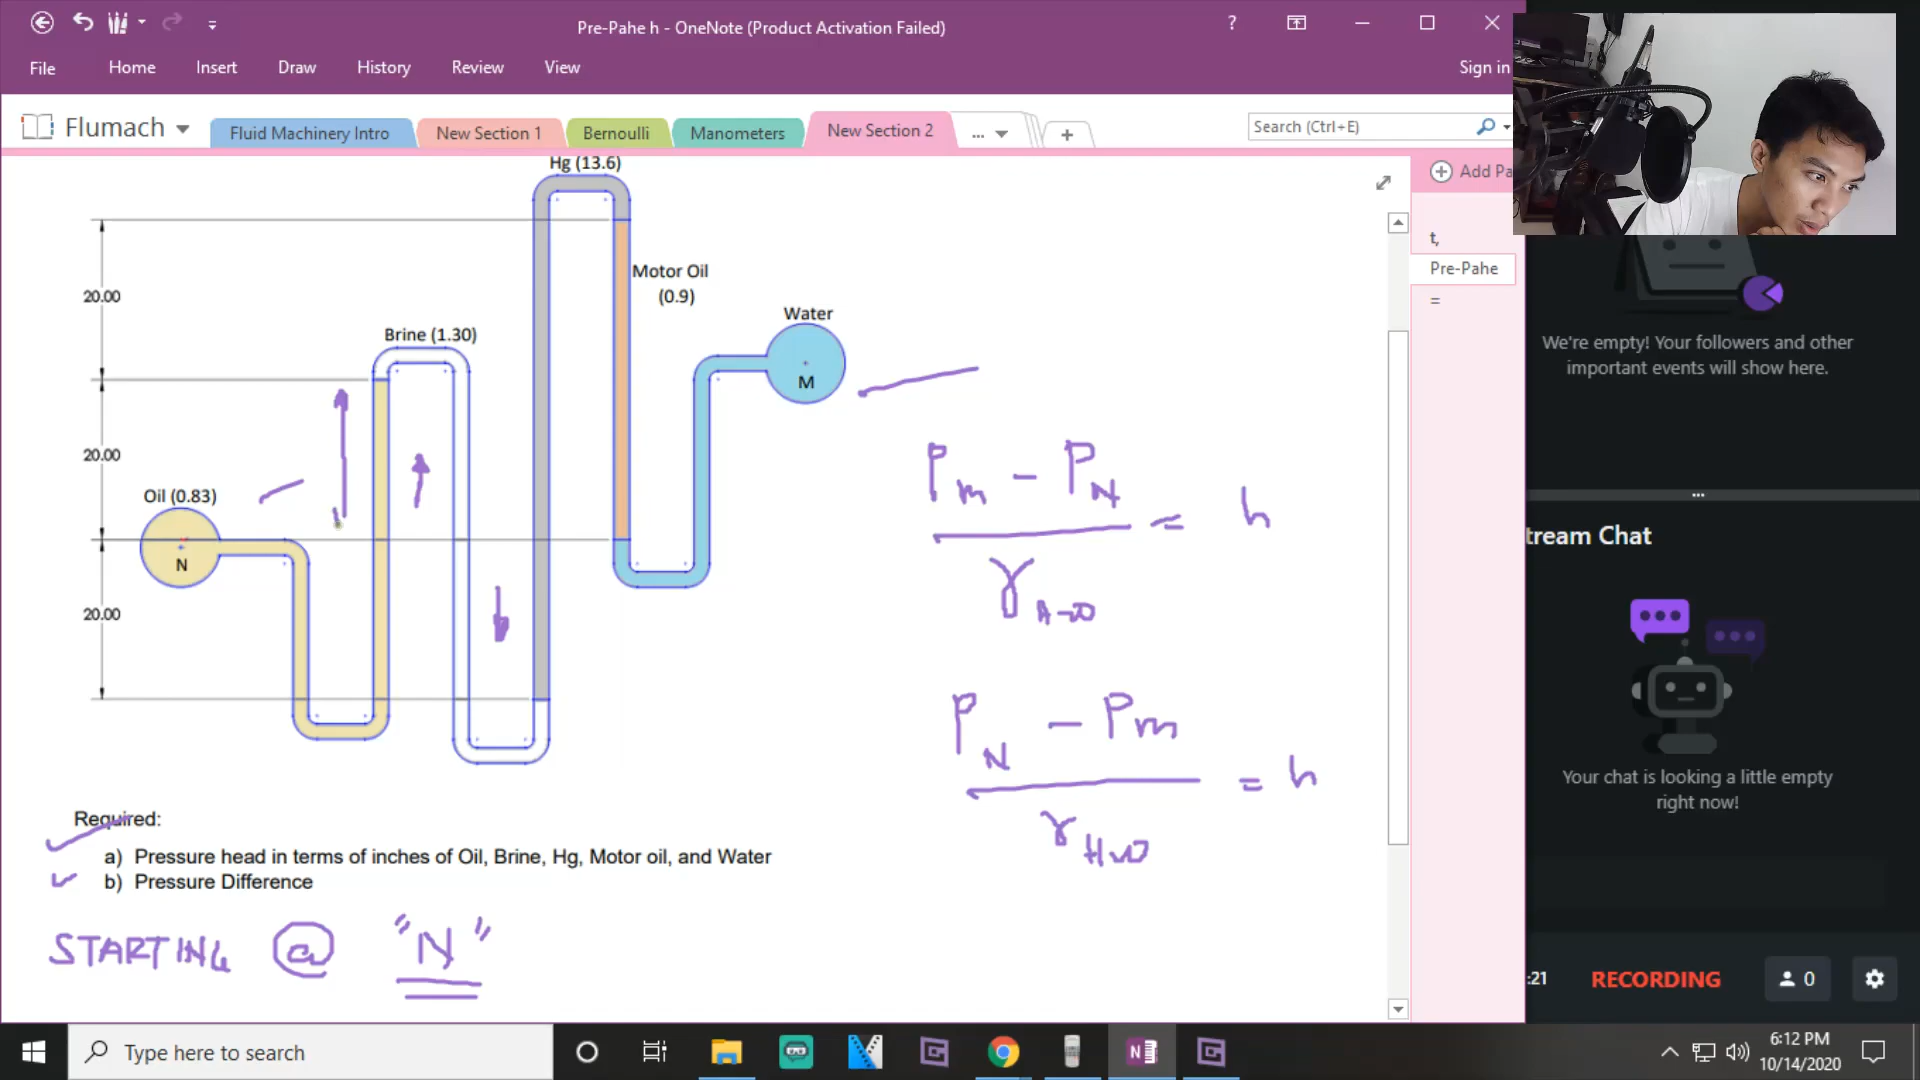 Pre-Pahe h - OneNote (Product Activation Failed)
?
File
Home
Insert
Draw
History
Review
View
Sign in
Flumach
Fluid Machinery Intro
New Section 1
Bernoulli
Manometers
New Section 2
...
+
Search (Ctrl+E)
Add Pa
t,
Pre-Pahe
=
Hg (13.6)
20.00
Motor Oil
(0.9)
Water
M
Brine (1.30)
20.00
Oil (0.83)
N
20.00
Pm - PN
= h
γ
PN - Pm
= h
γ H2O
Required:
a) Pressure head in terms of inches of Oil, Brine, Hg, Motor oil, and Water
b) Pressure Difference
STARTING @ "N"
We're empty! Your followers and other
important events will show here.
...
tream Chat
Your chat is looking a little empty
right now!
:21
RECORDING
0
Type here to search
N
6:12 PM
10/14/2020